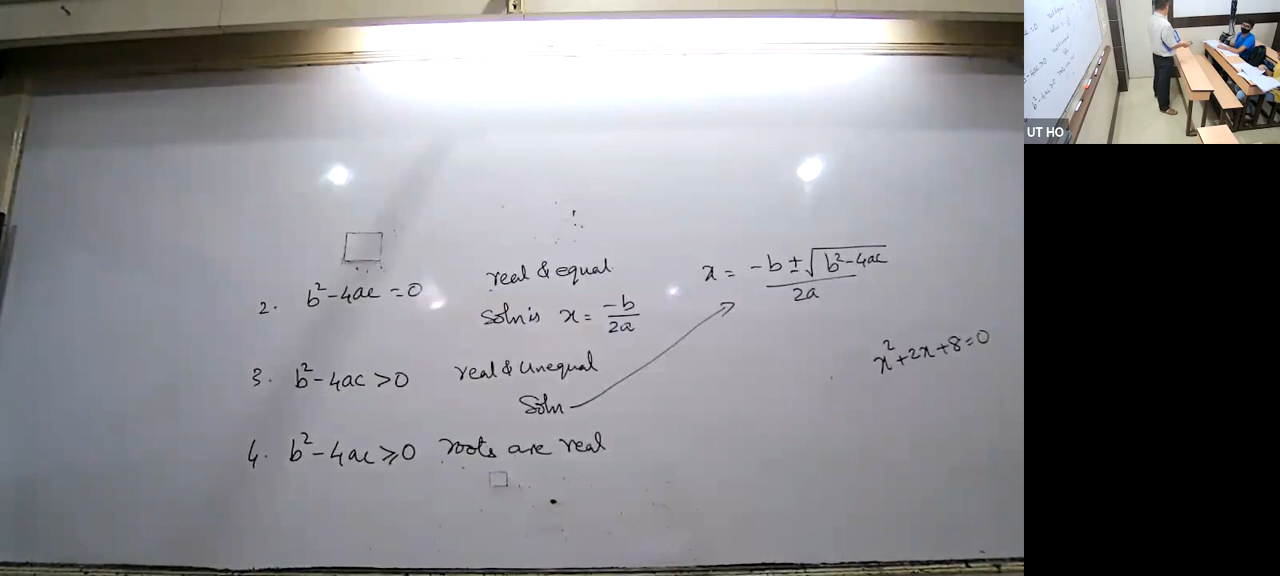 2. b²-4ac=0 real & equal
Soln is x = -b/2a
3. b²-4ac>0 real & unequal
Soln
4. b²-4ac≥0 roots are real
x = -b±√b²-4ac / 2a
x²+2x+8=0
UT HO